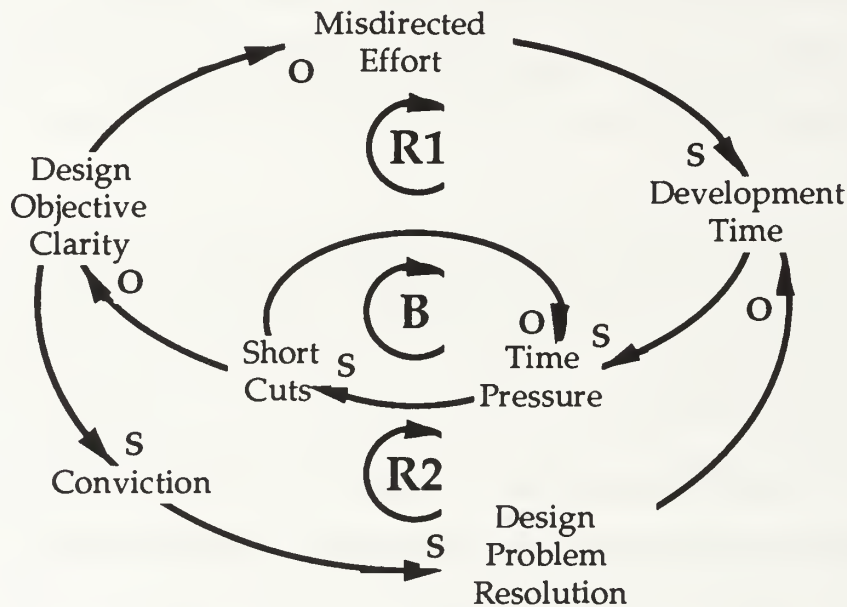 Misdirected
Effort
O
R1
S
Design
Objective
Clarity
Development
Time
O
B
O
S
O
Short
Cuts
S
Time
Pressure
S
Conviction
R2
S
Design
Problem
Resolution